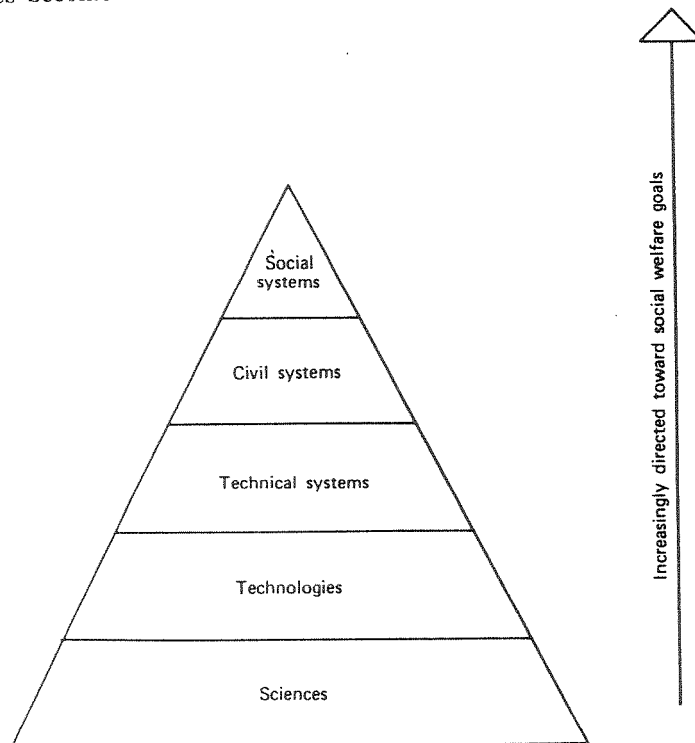 Social
systems
Civil systems
Technical systems
Technologies
Sciences
Increasingly directed toward social welfare goals